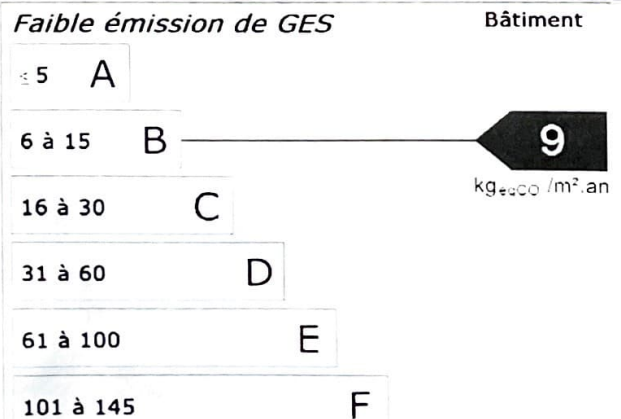 Faible émission de GES
Bâtiment
≤ 5 A
6 à 15 B
9
kgéqCO /m².an
16 à 30 C
31 à 60 D
61 à 100 E
101 à 145 F